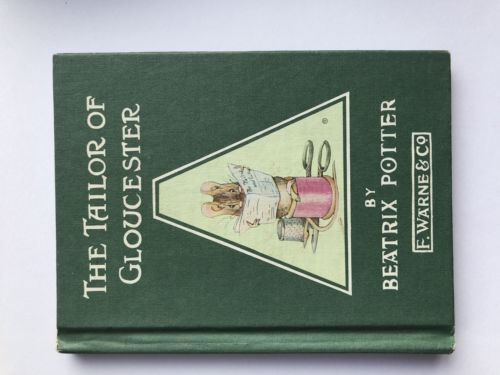 THE TAILOR OF
GLOUCESTER
BY
BEATRIX POTTER
F. WARNE & CO